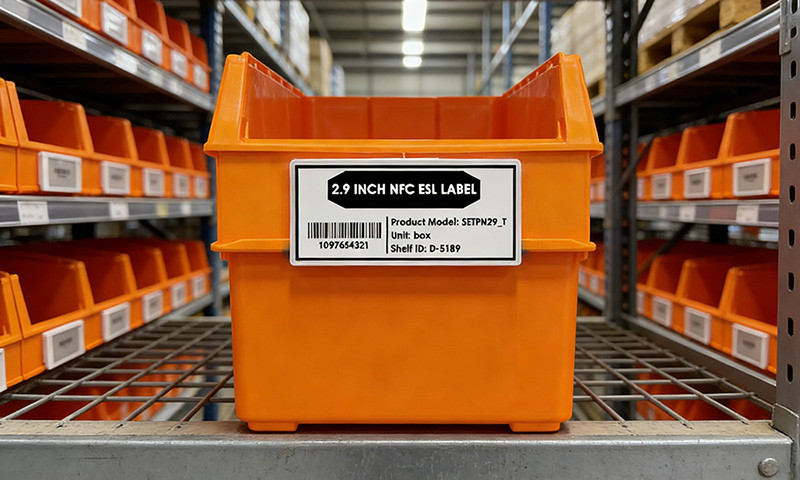 2.9 INCH NFC ESL LABEL
Product Model: SETPN29_T
Unit: box
1097654321
Shelf ID: D-5189